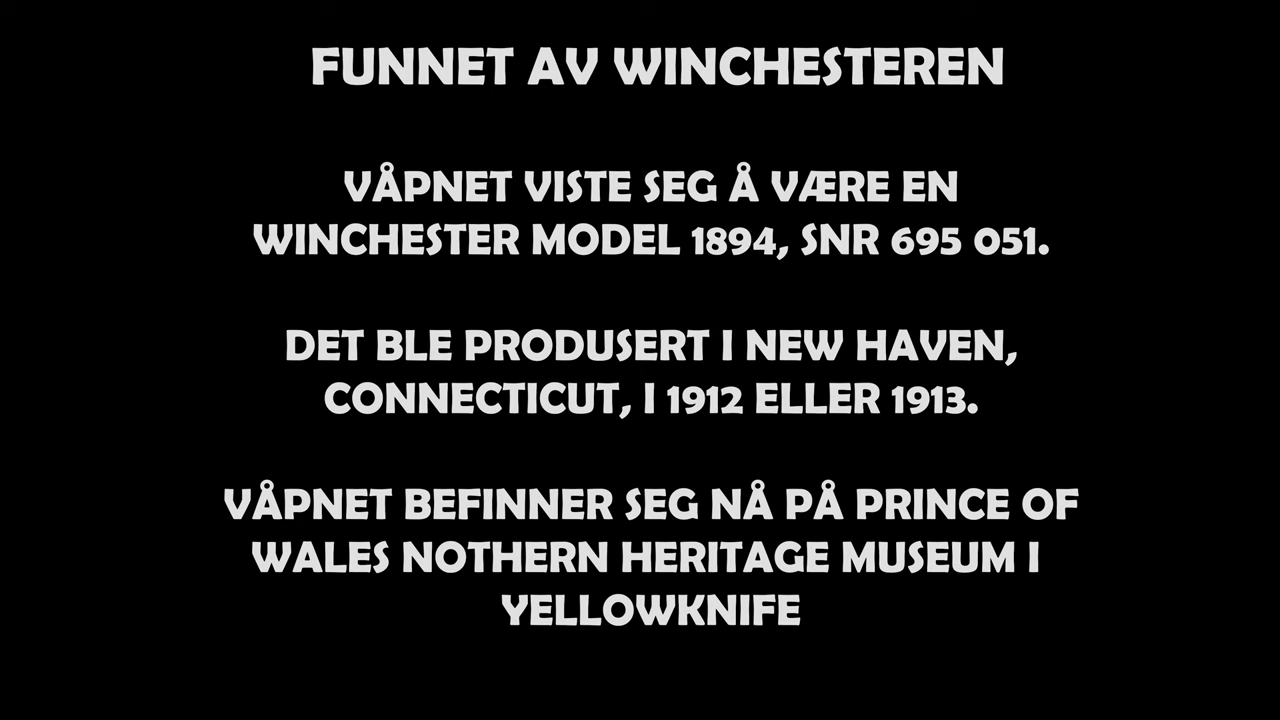 FUNNET AV WINCHESTEREN
VÅPNET VISTE SEG Å VÆRE EN
WINCHESTER MODEL 1894, SNR 695 051.
DET BLE PRODUSERT I NEW HAVEN,
CONNECTICUT, I 1912 ELLER 1913.
VÅPNET BEFINNER SEG NÅ PÅ PRINCE OF
WALES NOTHERN HERITAGE MUSEUM I
YELLOWKNIFE